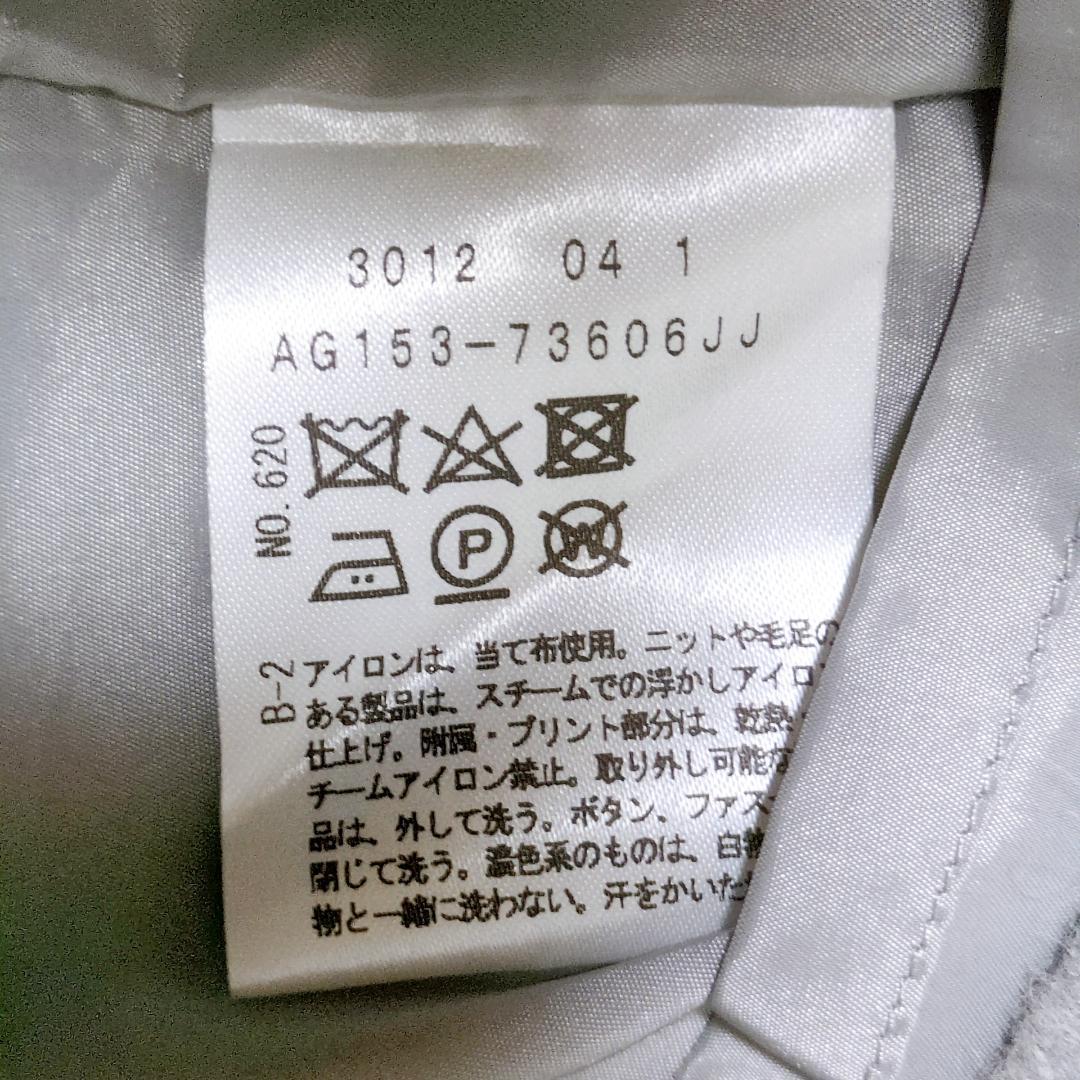 3012 04 1
AG153-73606JJ
NO. 620
P
W
B-2
アイロンは、当て布使用。ニットや毛足の
ある製品は、スチームでの浮かしアイロ
仕上げ。附属・プリント部分は、乾熱
チームアイロン禁止。取り外し可能な
品は、外して洗う。ボタン、ファス
閉じて洗う。濃色系のものは、白物
物と一緒に洗わない。汗をかいた